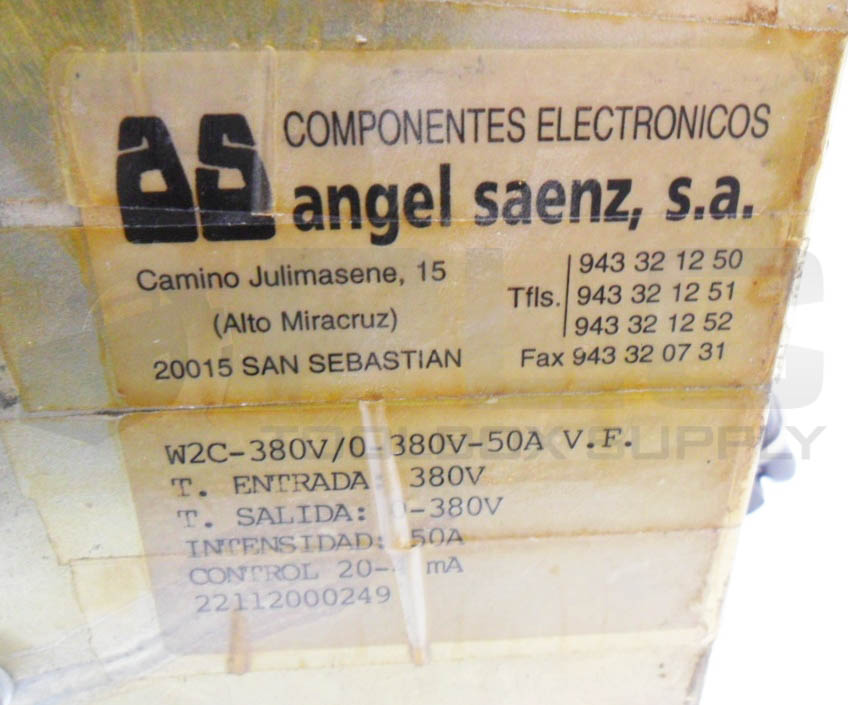 as COMPONENTES ELECTRONICOS
angel saenz, s.a.
Camino Julimasene, 15
(Alto Miracruz)
20015 SAN SEBASTIAN
Tfls. 943 32 12 50
943 32 12 51
943 32 12 52
Fax 943 32 07 31
W2C-380V/0-380V-50A V.F.
T. ENTRADA: 380V
T. SALIDA: 0-380V
INTENSIDAD: 50A
CONTROL 20-4 mA
22112000249
TOOLBOX SUPPLY